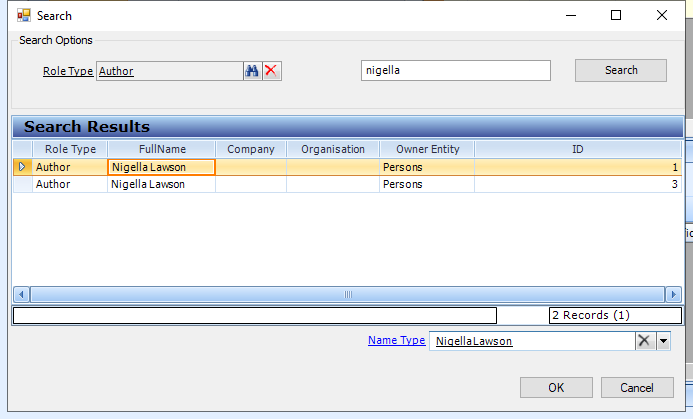 Search
Search Options
Role Type Author nigella Search
Search Results
Role Type FullName Company Organisation Owner Entity ID
Author Nigella Lawson Persons 1
Author Nigella Lawson Persons 3
2 Records (1)
Name Type NigellaLawson
OK Cancel